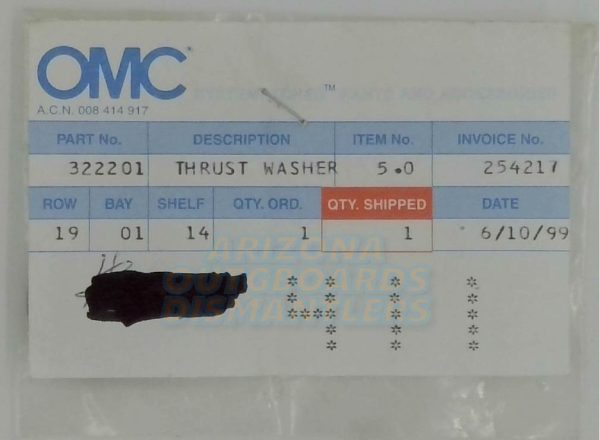 OMC™
A.C.N. 008 414 917
PART No. DESCRIPTION ITEM No. INVOICE No.
322201 THRUST WASHER 5.0 254217
ROW BAY SHELF QTY. ORD. QTY. SHIPPED DATE
19 01 14 1 1 6/10/99
ARIZONA
OUTBOARDS
DISMANTLERS
* * * *
* * * *
**** * *
* * *
* * *